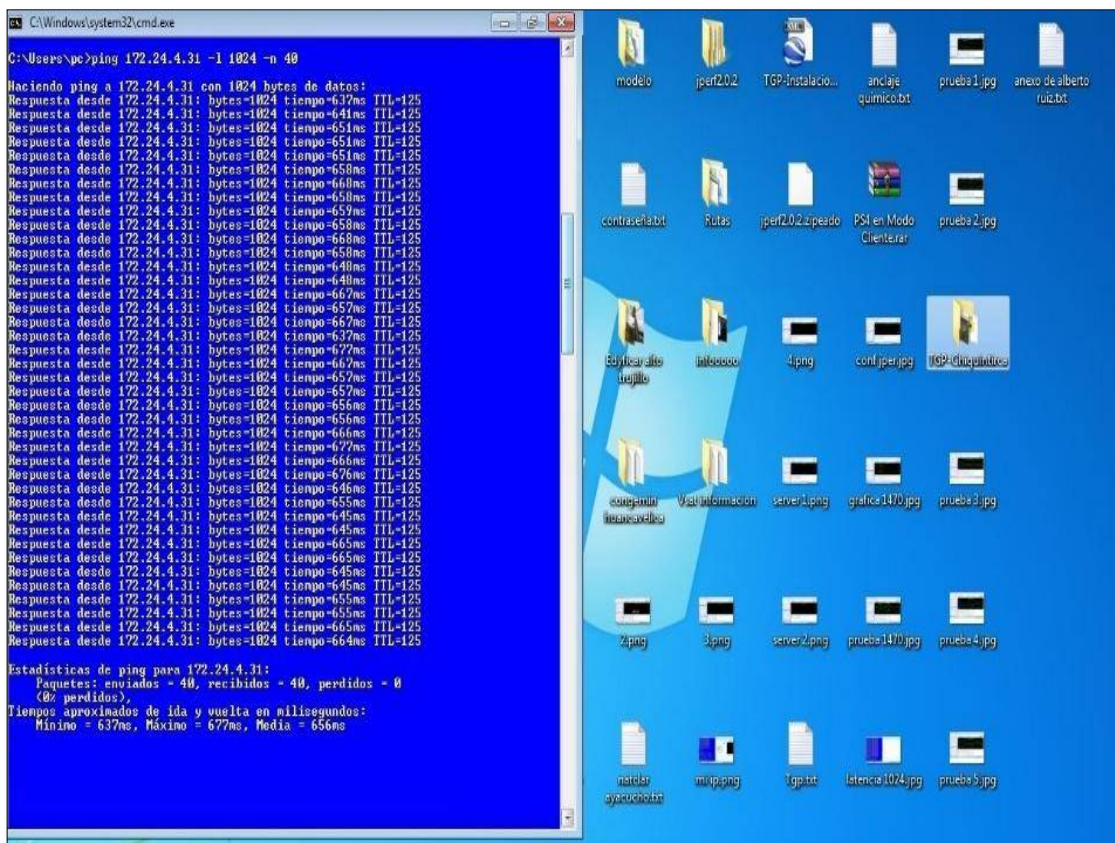 C:\Windows\system32\cmd.exe
C:\Users\pc>ping 172.24.4.31 -l 1024 -n 40
Haciendo ping a 172.24.4.31 con 1024 bytes de datos:
Respuesta desde 172.24.4.31: bytes=1024 tiempo=637ms TTL=125
Respuesta desde 172.24.4.31: bytes=1024 tiempo=641ms TTL=125
Respuesta desde 172.24.4.31: bytes=1024 tiempo=651ms TTL=125
Respuesta desde 172.24.4.31: bytes=1024 tiempo=651ms TTL=125
Respuesta desde 172.24.4.31: bytes=1024 tiempo=651ms TTL=125
Respuesta desde 172.24.4.31: bytes=1024 tiempo=658ms TTL=125
Respuesta desde 172.24.4.31: bytes=1024 tiempo=668ms TTL=125
Respuesta desde 172.24.4.31: bytes=1024 tiempo=658ms TTL=125
Respuesta desde 172.24.4.31: bytes=1024 tiempo=659ms TTL=125
Respuesta desde 172.24.4.31: bytes=1024 tiempo=658ms TTL=125
Respuesta desde 172.24.4.31: bytes=1024 tiempo=668ms TTL=125
Respuesta desde 172.24.4.31: bytes=1024 tiempo=658ms TTL=125
Respuesta desde 172.24.4.31: bytes=1024 tiempo=648ms TTL=125
Respuesta desde 172.24.4.31: bytes=1024 tiempo=648ms TTL=125
Respuesta desde 172.24.4.31: bytes=1024 tiempo=667ms TTL=125
Respuesta desde 172.24.4.31: bytes=1024 tiempo=657ms TTL=125
Respuesta desde 172.24.4.31: bytes=1024 tiempo=667ms TTL=125
Respuesta desde 172.24.4.31: bytes=1024 tiempo=637ms TTL=125
Respuesta desde 172.24.4.31: bytes=1024 tiempo=677ms TTL=125
Respuesta desde 172.24.4.31: bytes=1024 tiempo=667ms TTL=125
Respuesta desde 172.24.4.31: bytes=1024 tiempo=657ms TTL=125
Respuesta desde 172.24.4.31: bytes=1024 tiempo=657ms TTL=125
Respuesta desde 172.24.4.31: bytes=1024 tiempo=656ms TTL=125
Respuesta desde 172.24.4.31: bytes=1024 tiempo=656ms TTL=125
Respuesta desde 172.24.4.31: bytes=1024 tiempo=666ms TTL=125
Respuesta desde 172.24.4.31: bytes=1024 tiempo=677ms TTL=125
Respuesta desde 172.24.4.31: bytes=1024 tiempo=666ms TTL=125
Respuesta desde 172.24.4.31: bytes=1024 tiempo=676ms TTL=125
Respuesta desde 172.24.4.31: bytes=1024 tiempo=646ms TTL=125
Respuesta desde 172.24.4.31: bytes=1024 tiempo=655ms TTL=125
Respuesta desde 172.24.4.31: bytes=1024 tiempo=645ms TTL=125
Respuesta desde 172.24.4.31: bytes=1024 tiempo=645ms TTL=125
Respuesta desde 172.24.4.31: bytes=1024 tiempo=665ms TTL=125
Respuesta desde 172.24.4.31: bytes=1024 tiempo=665ms TTL=125
Respuesta desde 172.24.4.31: bytes=1024 tiempo=645ms TTL=125
Respuesta desde 172.24.4.31: bytes=1024 tiempo=645ms TTL=125
Respuesta desde 172.24.4.31: bytes=1024 tiempo=655ms TTL=125
Respuesta desde 172.24.4.31: bytes=1024 tiempo=655ms TTL=125
Respuesta desde 172.24.4.31: bytes=1024 tiempo=665ms TTL=125
Respuesta desde 172.24.4.31: bytes=1024 tiempo=664ms TTL=125
Estadísticas de ping para 172.24.4.31:
Paquetes: enviados = 40, recibidos = 40, perdidos = 0
(0% perdidos),
Tiempos aproximados de ida y vuelta en milisegundos:
Mínimo = 637ms, Máximo = 677ms, Media = 656ms
modelo
jperf2.0.2
TGP-Instalacio...
anclaje
quimico.txt
prueba 1.jpg
anexo de alberto
ruiz.txt
contraseña.txt
Rutas
jperf2.0.2.zipeado
PS4 en Modo
Cliente.rar
prueba 2.jpg
Edyficar alto
trujillo
Infooooo
4.png
conf jper.jpg
TGP-Chiquintirca
congemin
huancavelica
Vsat informacion
server 1.png
grafica 1470.jpg
prueba 3.jpg
2.png
3.png
server 2.png
prueba 1470.jpg
prueba 4.jpg
natclar
ayacucho.txt
mi ip.png
Tgp.txt
latencia 1024.jpg
prueba 5.jpg